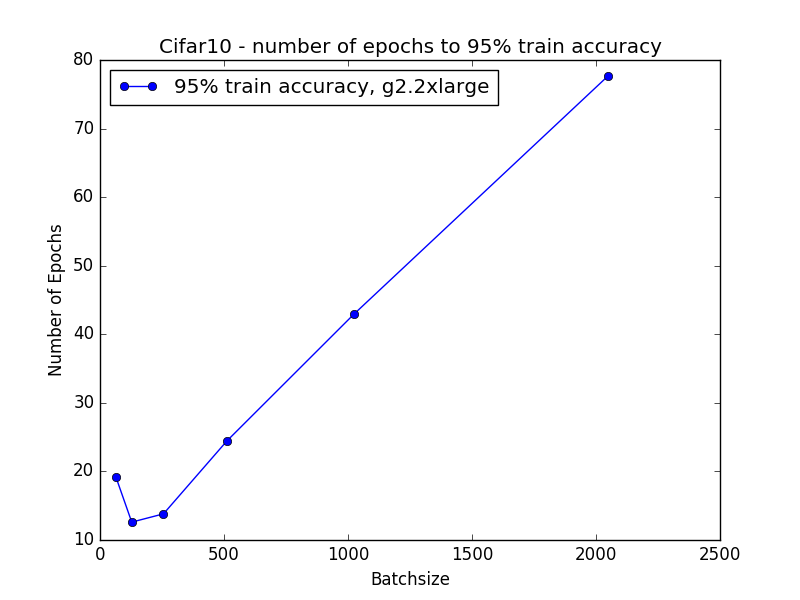 Cifar10 - number of epochs to 95% train accuracy
95% train accuracy, g2.2xlarge
80
70
60
50
40
30
20
10
Number of Epochs
0 500 1000 1500 2000 2500
Batchsize